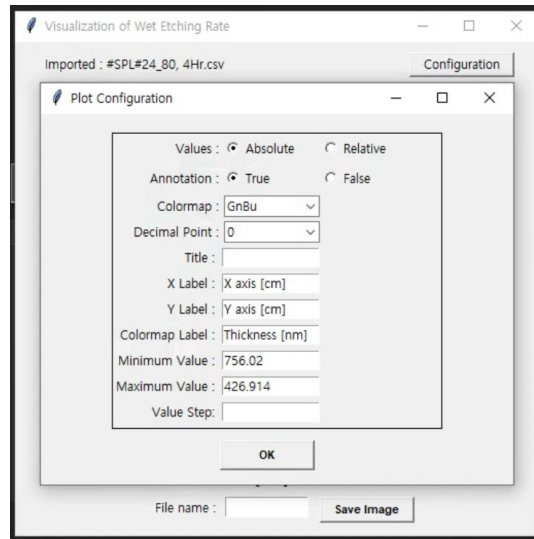 Visualization of Wet Etching Rate
Imported : #SPL#24_80, 4Hr.csv
Configuration
Plot Configuration
Values : Absolute Relative
Annotation : True False
Colormap : GnBu
Decimal Point : 0
Title :
X Label : X axis [cm]
Y Label : Y axis [cm]
Colormap Label : Thickness [nm]
Minimum Value : 756.02
Maximum Value : 426.914
Value Step:
OK
File name :
Save Image